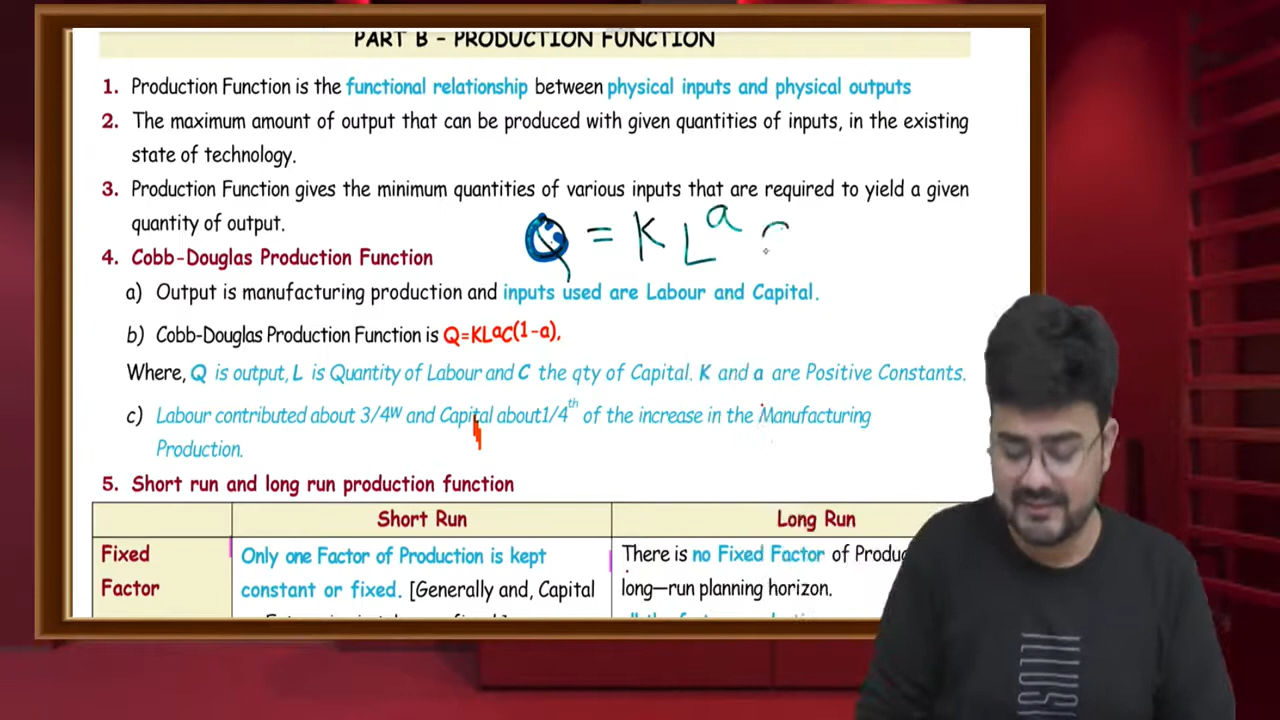 PART B – PRODUCTION FUNCTION
1. Production Function is the functional relationship between physical inputs and physical outputs
2. The maximum amount of output that can be produced with given quantities of inputs, in the existing
state of technology.
3. Production Function gives the minimum quantities of various inputs that are required to yield a given
quantity of output.
Q = K L a
4. Cobb-Douglas Production Function
a) Output is manufacturing production and inputs used are Labour and Capital.
b) Cobb-Douglas Production Function is Q=KLaC(1-a).
Where, Q is output, L is Quantity of Labour and C the qty of Capital. K and a are Positive Constants.
c) Labour contributed about 3/4w and Capital about1/4th of the increase in the Manufacturing
Production.
5. Short run and long run production function
Short Run Long Run
Fixed Factor
Only one Factor of Production is kept
constant or fixed. [Generally and, Capital
There is no Fixed Factor of Produc
long—run planning horizon.